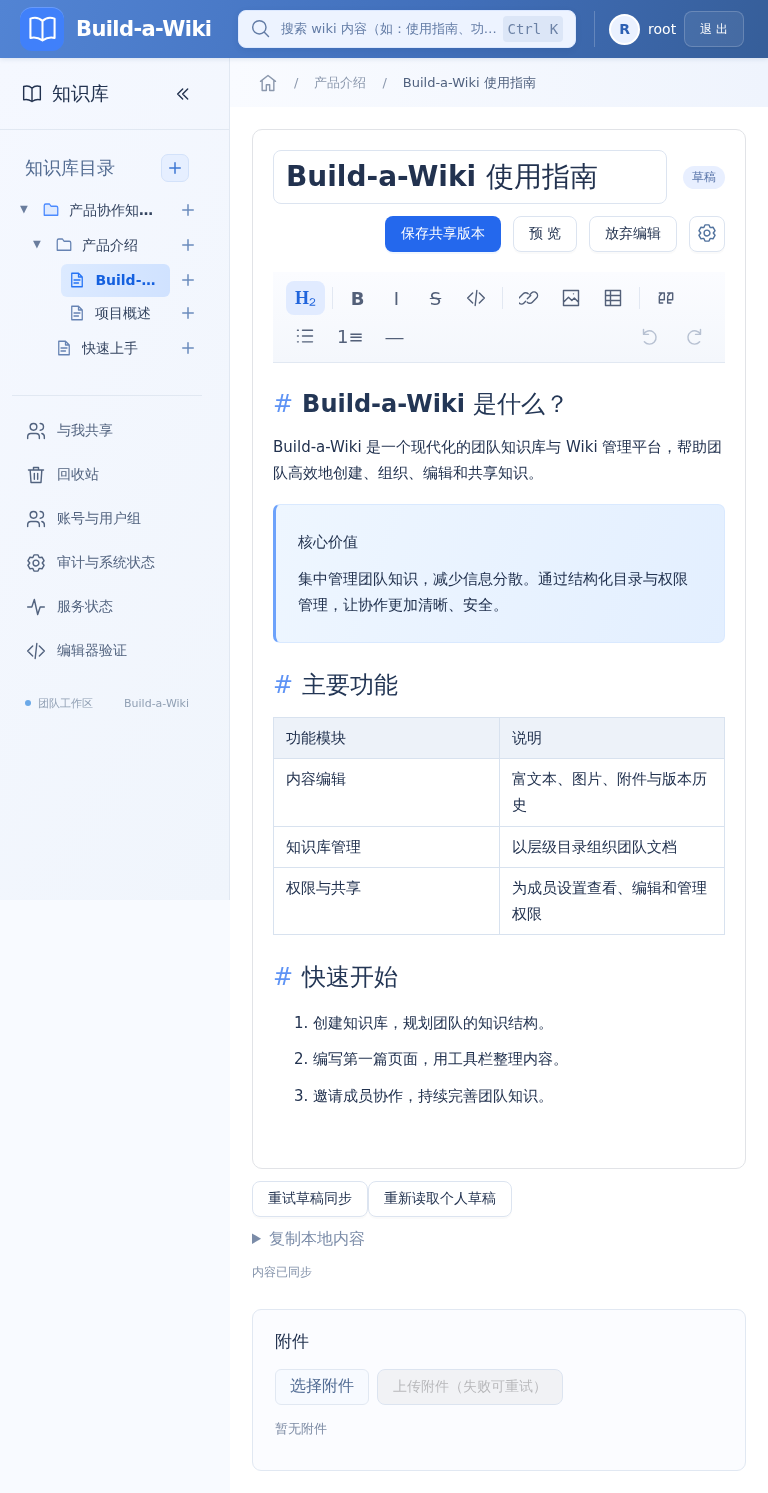 Build-a-Wiki
搜索 wiki 内容（如：使用指南、功... Ctrl K
R root 退 出
知识库
产品介绍 / Build-a-Wiki 使用指南
知识库目录
产品协作知...
产品介绍
Build-...
项目概述
快速上手
与我共享
回收站
账号与用户组
审计与系统状态
服务状态
编辑器验证
团队工作区 Build-a-Wiki
Build-a-Wiki 使用指南 草稿
保存共享版本 预 览 放弃编辑
H₂ B I S
1≡ —
# Build-a-Wiki 是什么？
Build-a-Wiki 是一个现代化的团队知识库与 Wiki 管理平台，帮助团
队高效地创建、组织、编辑和共享知识。
核心价值
集中管理团队知识，减少信息分散。通过结构化目录与权限
管理，让协作更加清晰、安全。
# 主要功能
功能模块 说明
内容编辑 富文本、图片、附件与版本历
史
知识库管理 以层级目录组织团队文档
权限与共享 为成员设置查看、编辑和管理
权限
# 快速开始
1. 创建知识库，规划团队的知识结构。
2. 编写第一篇页面，用工具栏整理内容。
3. 邀请成员协作，持续完善团队知识。
重试草稿同步 重新读取个人草稿
复制本地内容
内容已同步
附件
选择附件 上传附件（失败可重试）
暂无附件